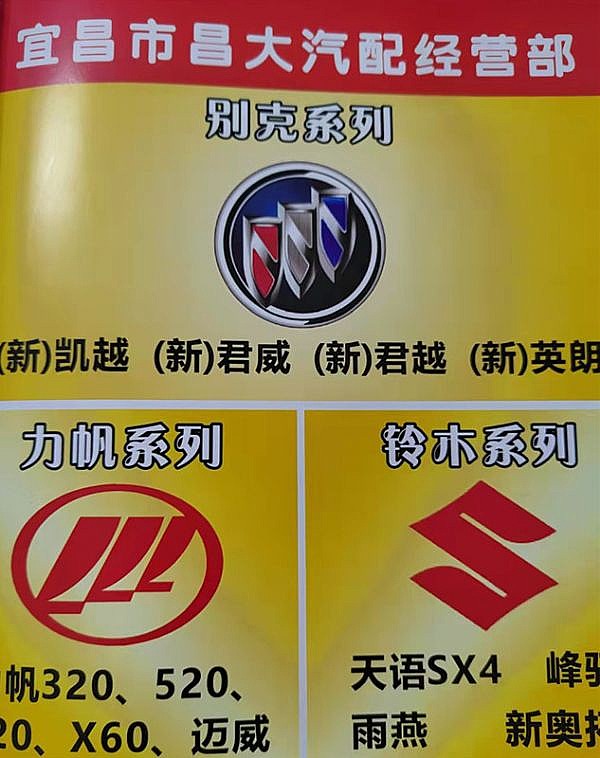 宜昌市昌大汽配经营部
别克系列
(新)凯越 (新)君威 (新)君越 (新)英朗
力帆系列
帆320、520、
20、X60、迈威
铃木系列
天语SX4 峰
雨燕 新奥